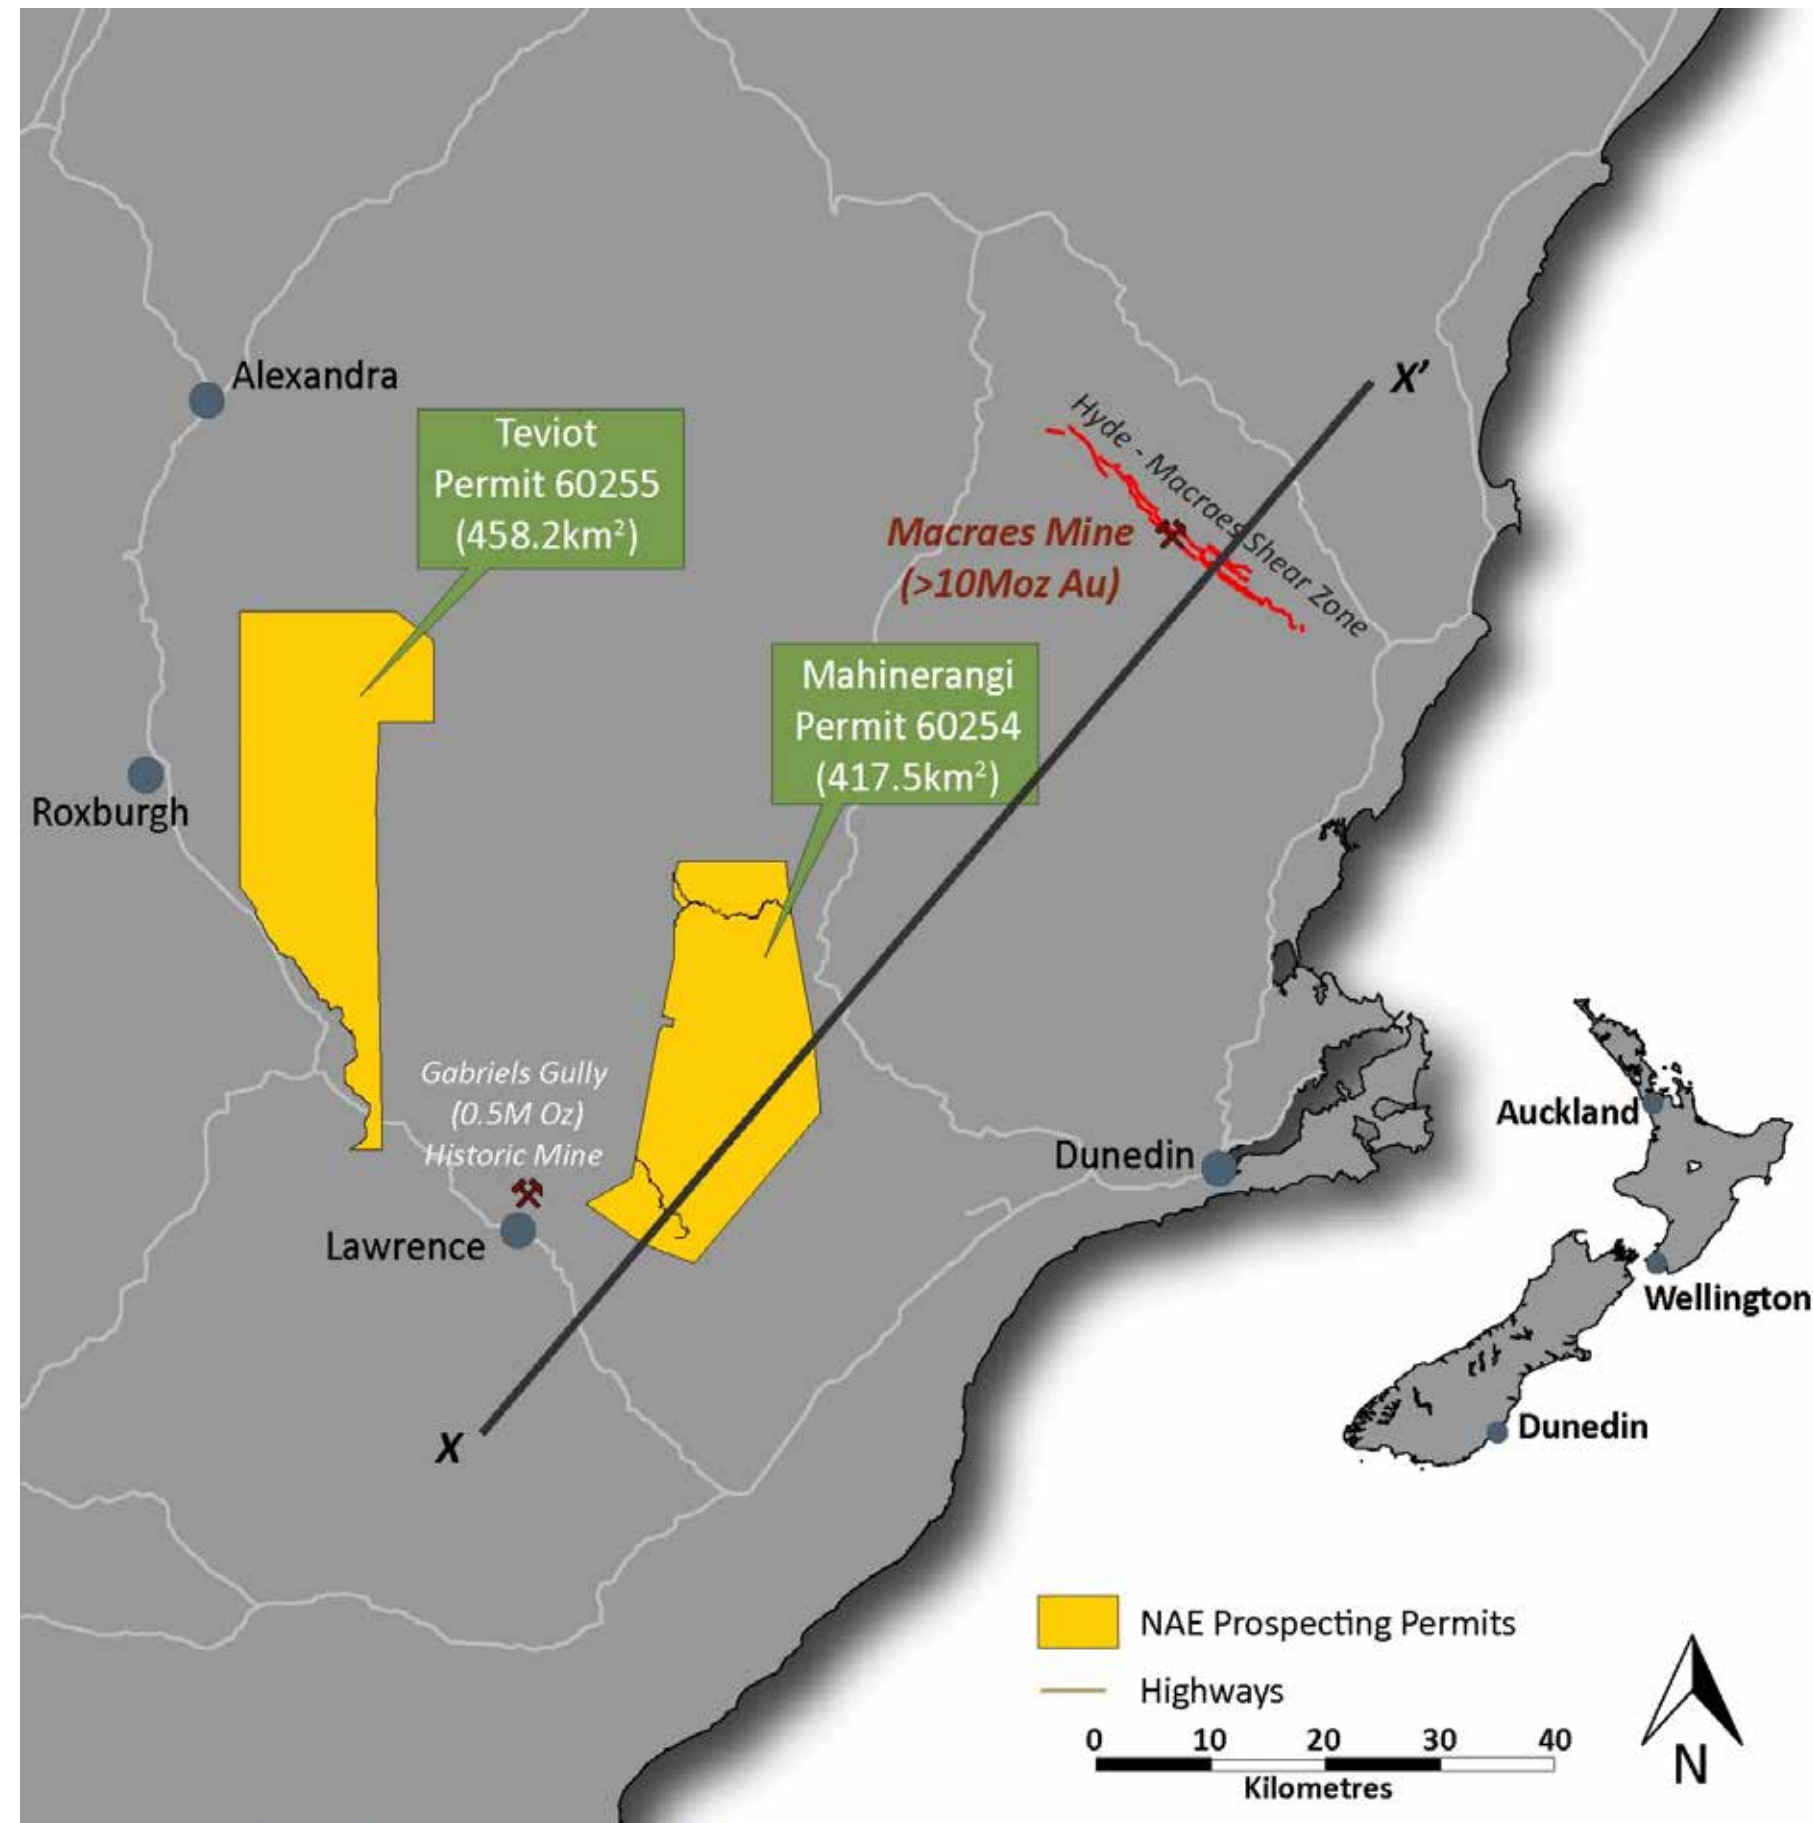 Alexandra
Teviot
Permit 60255
(458.2km²)
X’
Hyde - Macraes Shear Zone
Macraes Mine
(>10Moz Au)
Mahinerangi
Permit 60254
(417.5km²)
Roxburgh
Gabriels Gully
(0.5M Oz)
Historic Mine
Lawrence
Dunedin
X
Auckland
Wellington
Dunedin
NAE Prospecting Permits
Highways
0 10 20 30 40
Kilometres
N